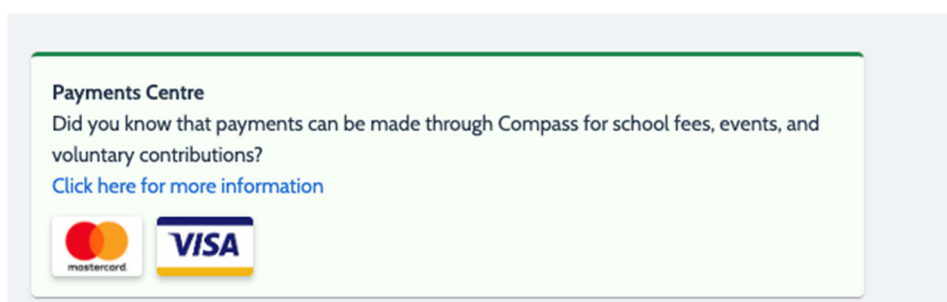 Payments Centre
Did you know that payments can be made through Compass for school fees, events, and
voluntary contributions?
Click here for more information
mastercard.
VISA